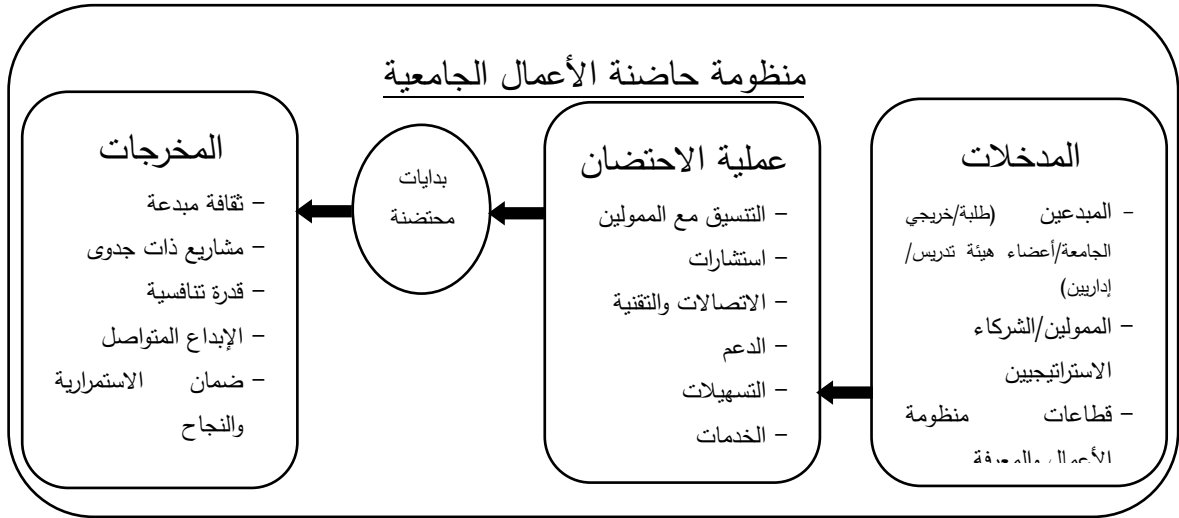 منظومة حاضنة الأعمال الجامعية
المدخلات
- المبدعين (طلبة/خريجي
الجامعة/أعضاء هيئة تدريس/
إداريين)
- الممولين/الشركاء
الاستراتيجيين
- قطاعات منظومة
الأعمال والمعرفة
عملية الاحتضان
- التنسيق مع الممولين
- استشارات
- الاتصالات والتقنية
- الدعم
- التسهيلات
- الخدمات
بدايات
محتضنة
المخرجات
- ثقافة مبدعة
- مشاريع ذات جدوى
- قدرة تنافسية
- الإبداع المتواصل
- ضمان الاستمرارية
والنجاح